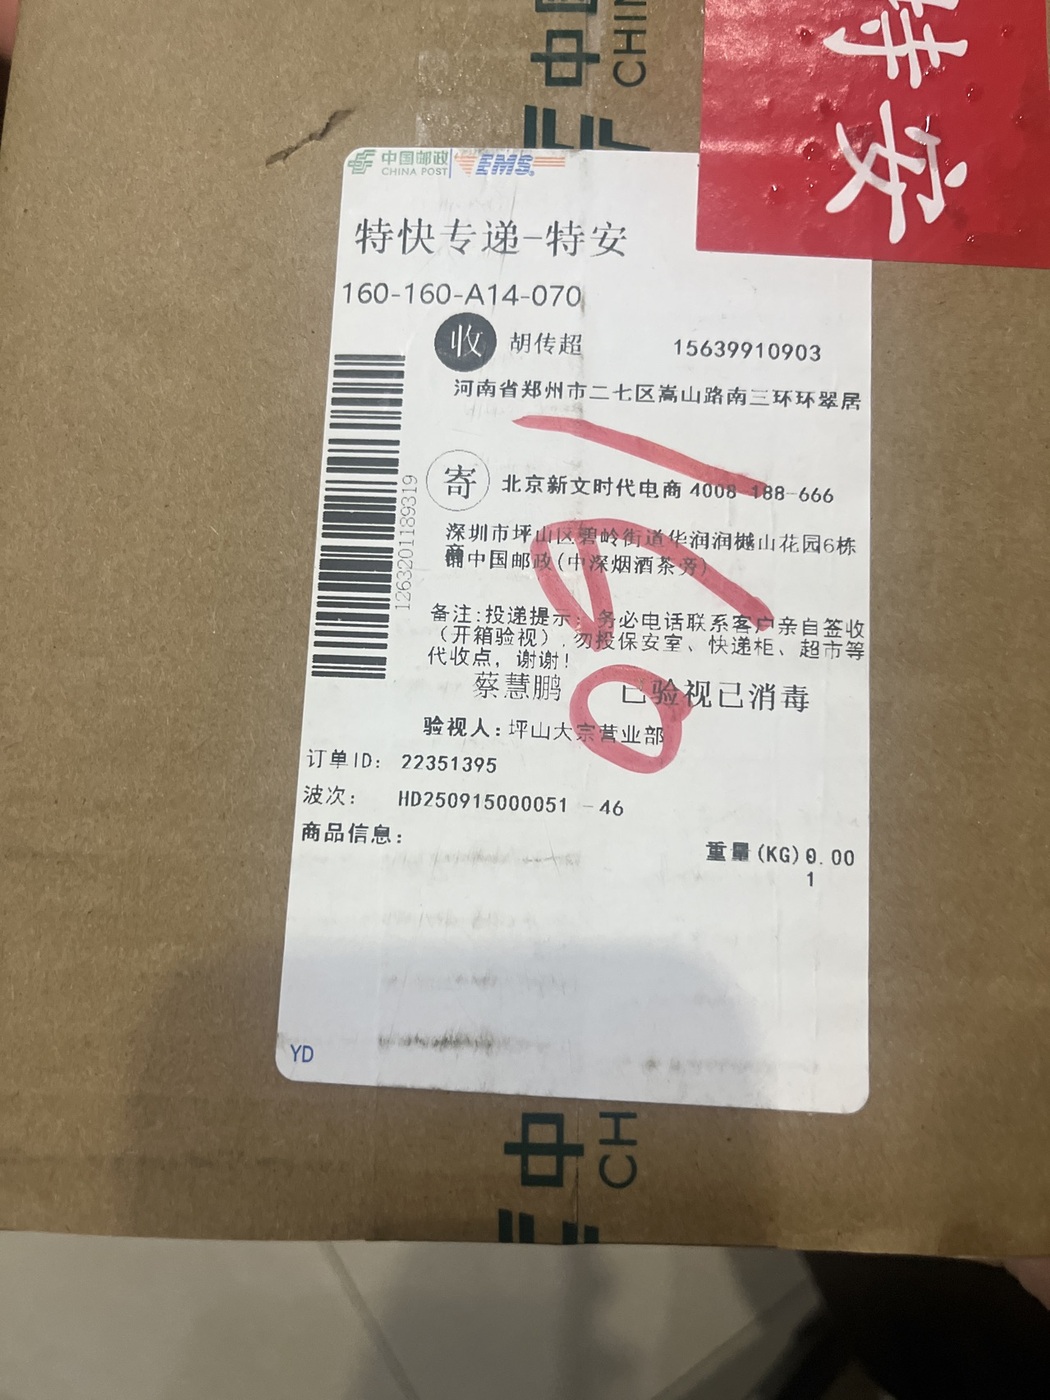 中国
CHIN
特安
中国邮政
CHINA POST
EMS
特快专递-特安
160-160-A14-070
收 胡传超 15639910903
河南省郑州市二七区嵩山路南三环环翠居
寄 北京新文时代电商 4008-188-666
深圳市坪山区碧岭街道华润润樾山花园6栋
商铺中国邮政(中深烟酒茶旁)
1263201189319
备注:投递提示: 务必电话联系客户亲自签收
(开箱验视),勿投保安室、快递柜、超市等
代收点, 谢谢!
蔡慧鹏 已验视已消毒
验视人: 坪山大宗营业部
订单ID: 22351395
波次: HD250915000051 -46
商品信息:
重量(KG)0.00
1
160
YD
中
CH